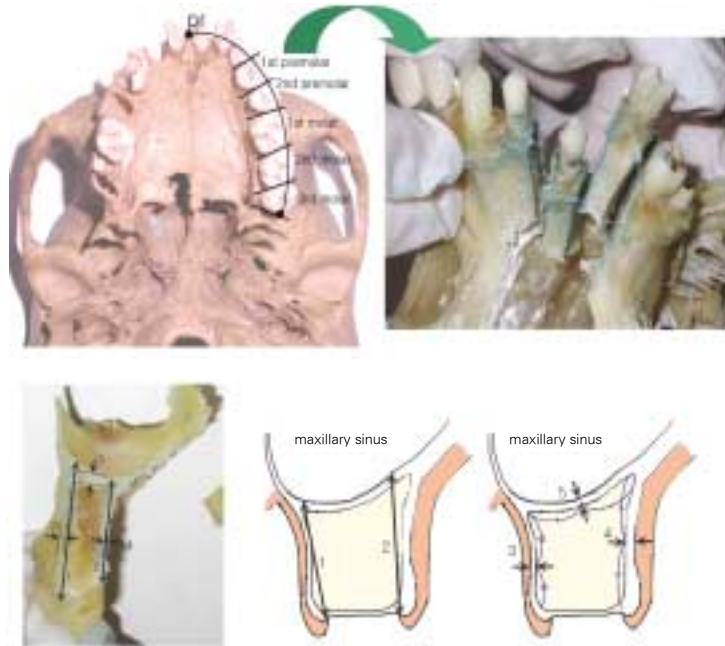 Pf
1st premolar
2nd premolar
1st molar
2nd molar
3rd molar
maxillary sinus
maxillary sinus
1
2
3
4
5